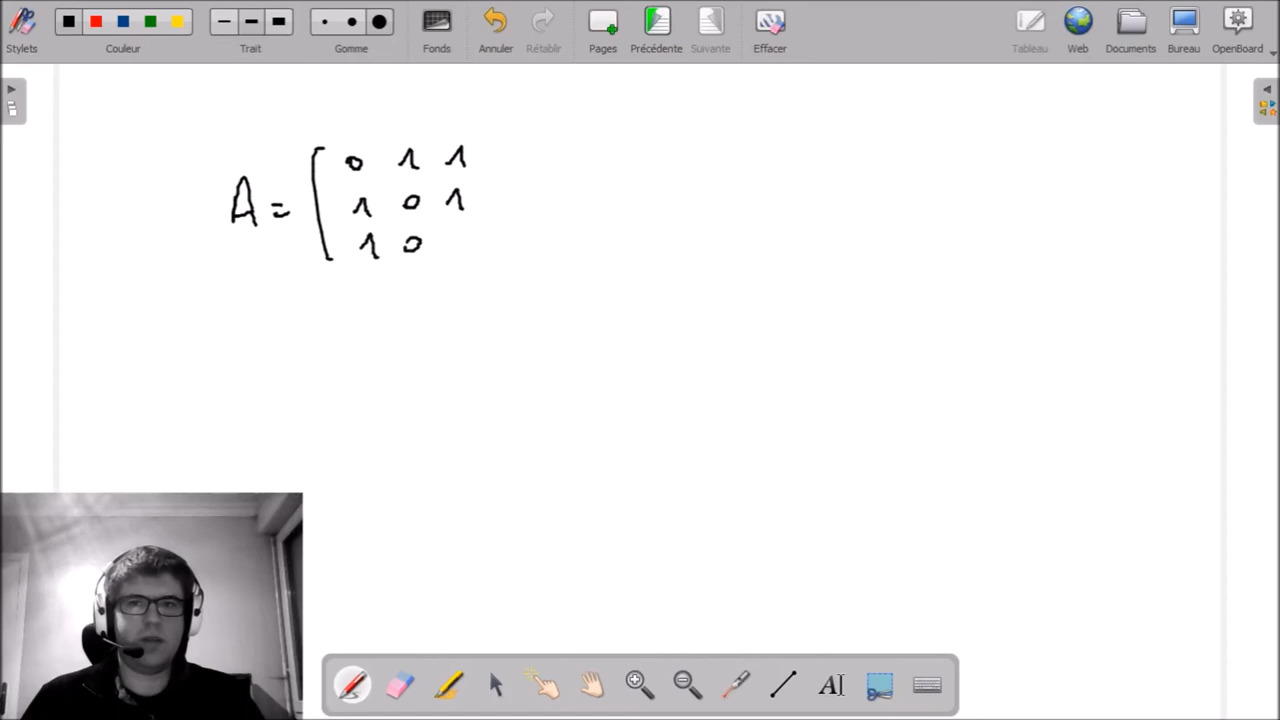 Stylets Couleur Trait Gomme Fonds Annuler Rétablir Pages Précédente Suivante Effacer Tableau Web Documents Bureau OpenBoard
0 1 1
A = 1 0 1
1 0
AI